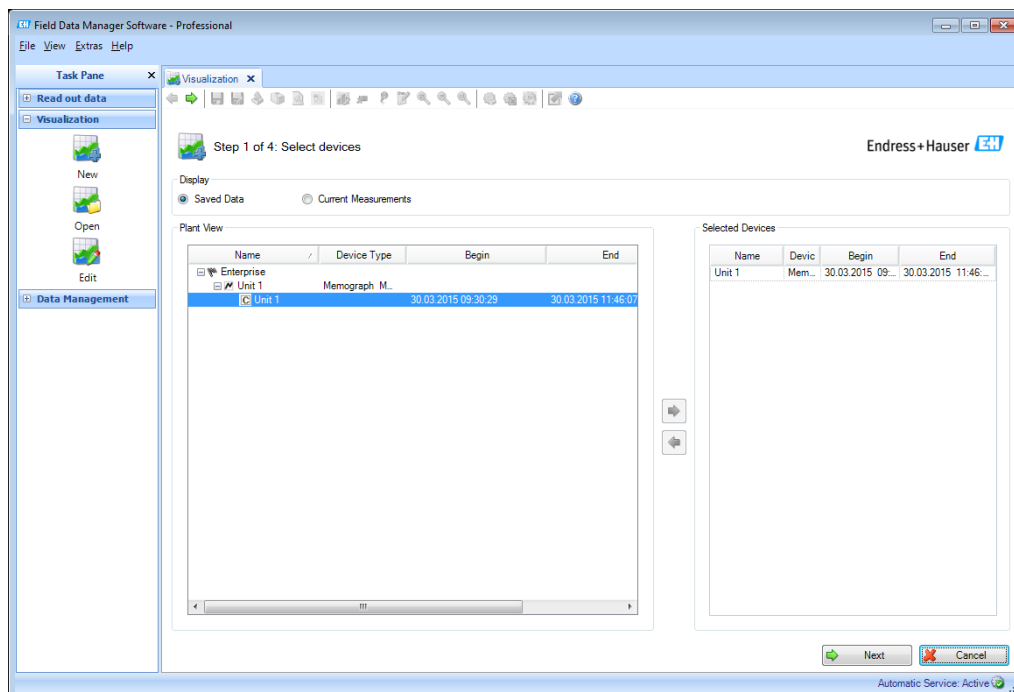 Field Data Manager Software - Professional
File View Extras Help
Task Pane
Visualization
Read out data
Visualization
New
Open
Edit
Data Management
Step 1 of 4: Select devices
Endress+Hauser EH
Display
Saved Data Current Measurements
Plant View
Name Device Type Begin End
Enterprise
Unit 1 Memograph M...
C Unit 1 30.03.2015 09:30:29 30.03.2015 11:46:07
Selected Devices
Name Devic Begin End
Unit 1 Mem... 30.03.2015 09:... 30.03.2015 11:46:...
Next Cancel
Automatic Service: Active